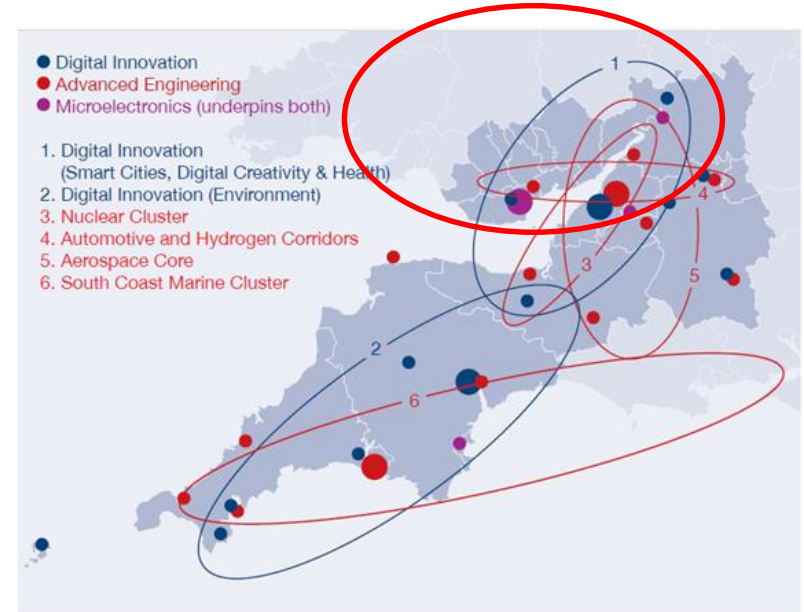 Digital Innovation
Advanced Engineering
Microelectronics (underpins both)
1. Digital Innovation
(Smart Cities, Digital Creativity & Health)
2. Digital Innovation (Environment)
3. Nuclear Cluster
4. Automotive and Hydrogen Corridors
5. Aerospace Core
6. South Coast Marine Cluster
1
4
3
5
2
6